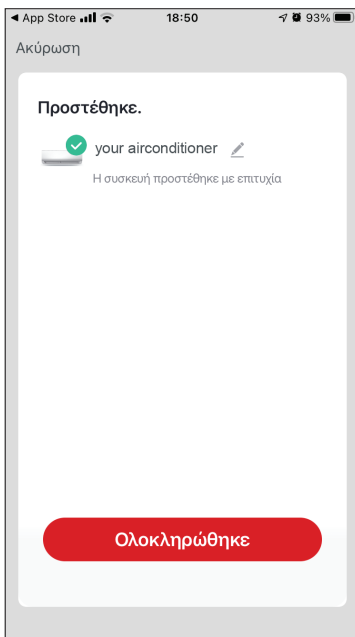 App Store 18:50 93%
Ακύρωση
Προστέθηκε.
your airconditioner
Η συσκευή προστέθηκε με επιτυχία
Ολοκληρώθηκε